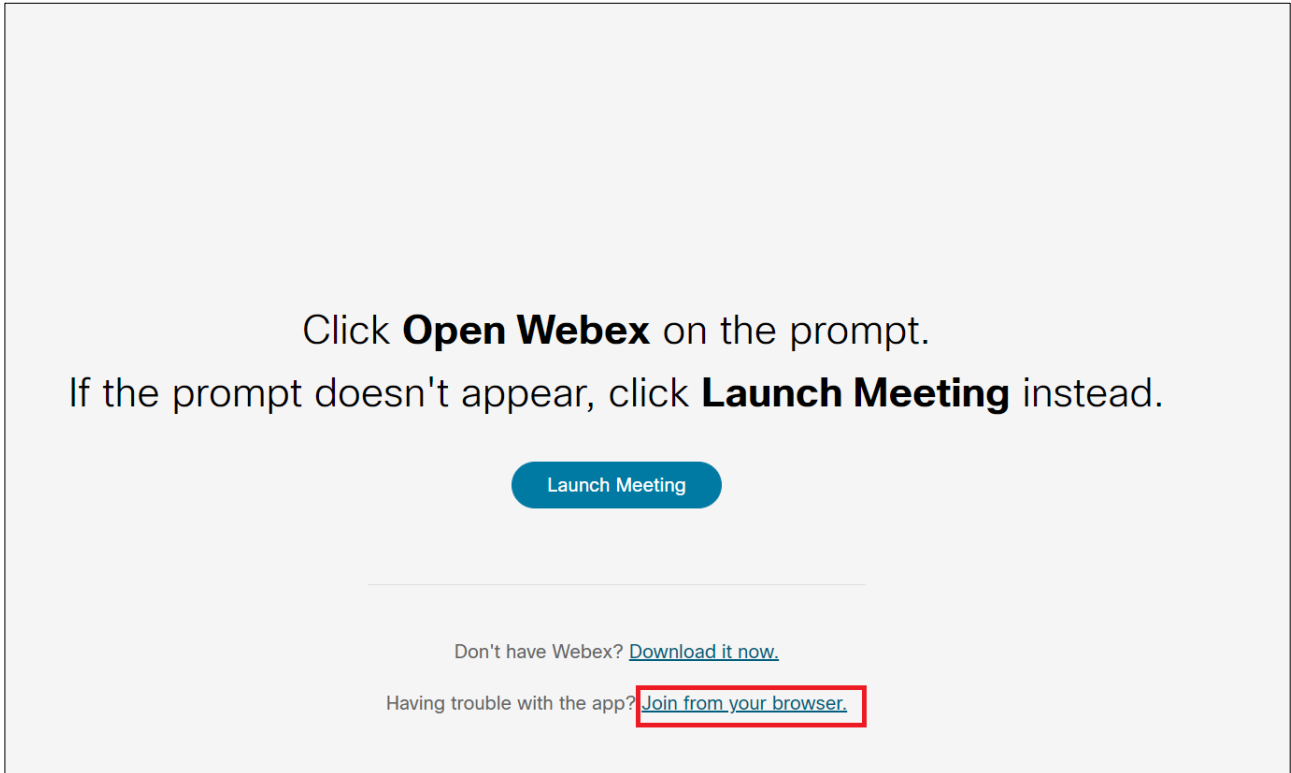 Click Open Webex on the prompt.
If the prompt doesn't appear, click Launch Meeting instead.
Launch Meeting
Don't have Webex? Download it now.
Having trouble with the app? Join from your browser.